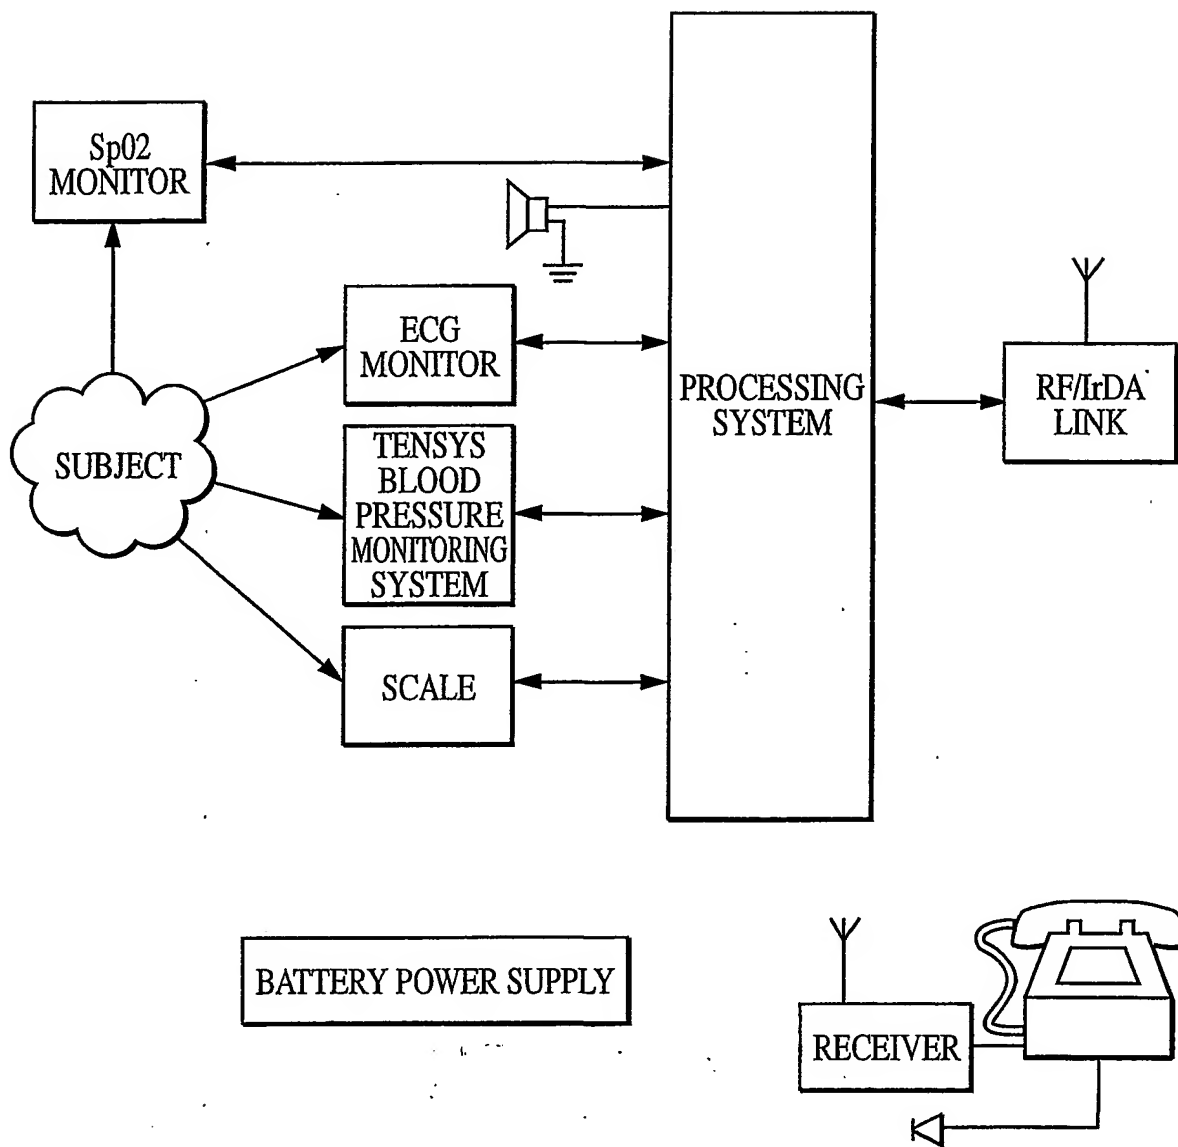 Sp02
MONITOR
ECG
MONITOR
PROCESSING
SYSTEM
RF/IrDA
LINK
SUBJECT
TENSYS
BLOOD
PRESSURE
MONITORING
SYSTEM
SCALE
BATTERY POWER SUPPLY
RECEIVER